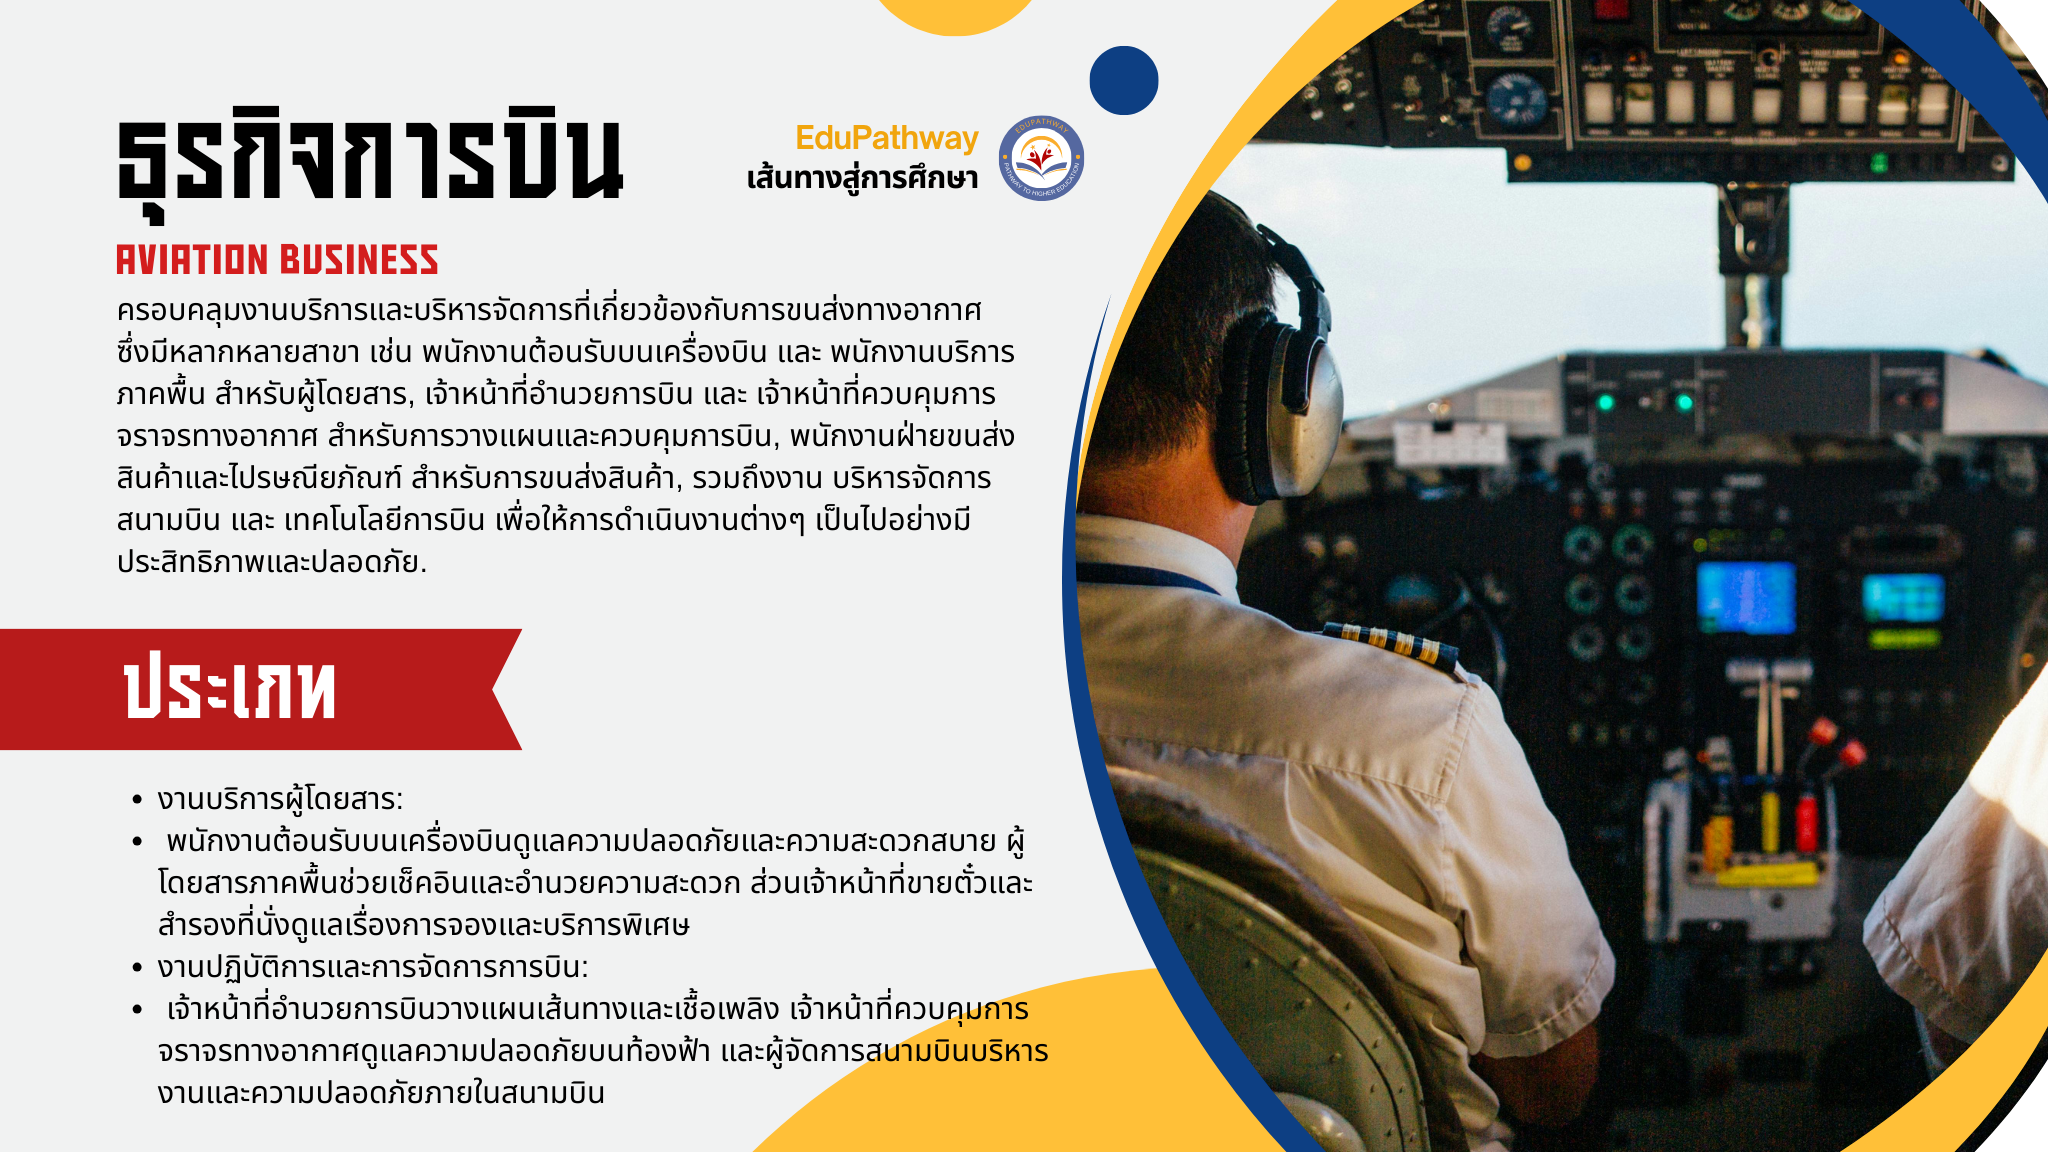 ธุรกิจการบิน
EduPathway
เส้นทางสู่การศึกษา
EDUPATHWAY
PATHWAY TO HIGHER EDUCATION
AVIATION BUSINESS
ครอบคลุมงานบริการและบริหารจัดการที่เกี่ยวข้องกับการขนส่งทางอากาศ
ซึ่งมีหลากหลายสาขา เช่น พนักงานต้อนรับบนเครื่องบิน และ พนักงานบริการ
ภาคพื้น สำหรับผู้โดยสาร, เจ้าหน้าที่อำนวยการบิน และ เจ้าหน้าที่ควบคุมการ
จราจรทางอากาศ สำหรับการวางแผนและควบคุมการบิน, พนักงานฝ่ายขนส่ง
สินค้าและไปรษณียภัณฑ์ สำหรับการขนส่งสินค้า, รวมถึงงาน บริหารจัดการ
สนามบิน และ เทคโนโลยีการบิน เพื่อให้การดำเนินงานต่างๆ เป็นไปอย่างมี
ประสิทธิภาพและปลอดภัย.
ประเภท
• งานบริการผู้โดยสาร:
• พนักงานต้อนรับบนเครื่องบินดูแลความปลอดภัยและความสะดวกสบาย ผู้
โดยสารภาคพื้นช่วยเช็คอินและอำนวยความสะดวก ส่วนเจ้าหน้าที่ขายตั๋วและ
สำรองที่นั่งดูแลเรื่องการจองและบริการพิเศษ
• งานปฏิบัติการและการจัดการการบิน:
• เจ้าหน้าที่อำนวยการบินวางแผนเส้นทางและเชื้อเพลิง เจ้าหน้าที่ควบคุมการ
จราจรทางอากาศดูแลความปลอดภัยบนท้องฟ้า และผู้จัดการสนามบินบริหาร
งานและความปลอดภัยภายในสนามบิน